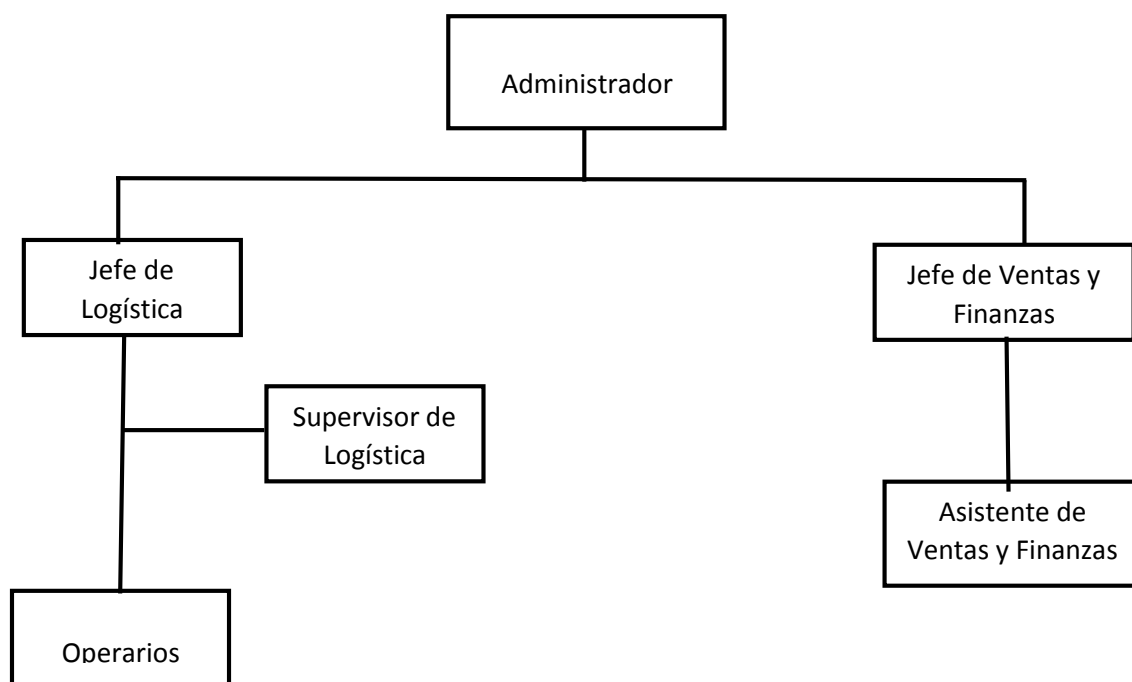 Administrador
Jefe de
Logística
Jefe de Ventas y
Finanzas
Supervisor de
Logística
Asistente de
Ventas y Finanzas
Operarios